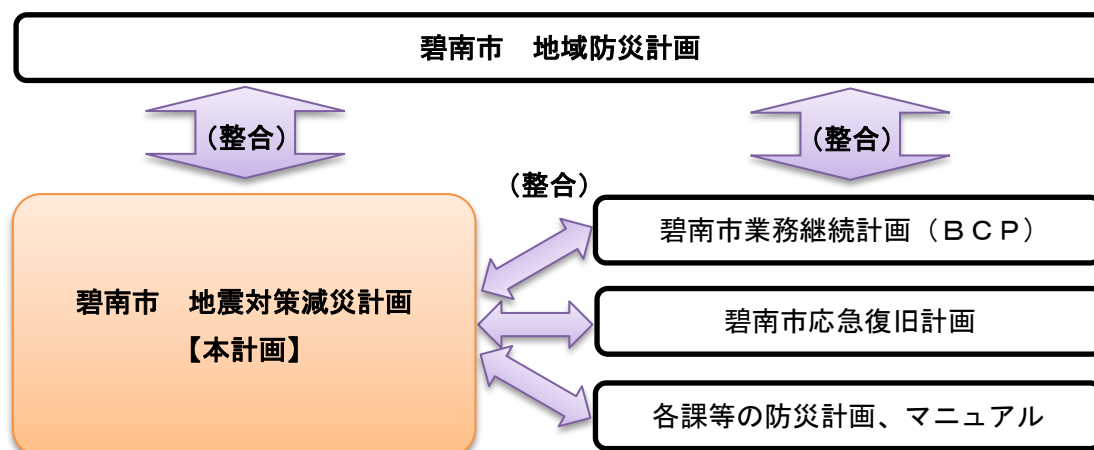 碧南市　地域防災計画
（整合）
（整合）
（整合）
碧南市業務継続計画（ＢＣＰ）
碧南市　地震対策減災計画
【本計画】
碧南市応急復旧計画
各課等の防災計画、マニュアル